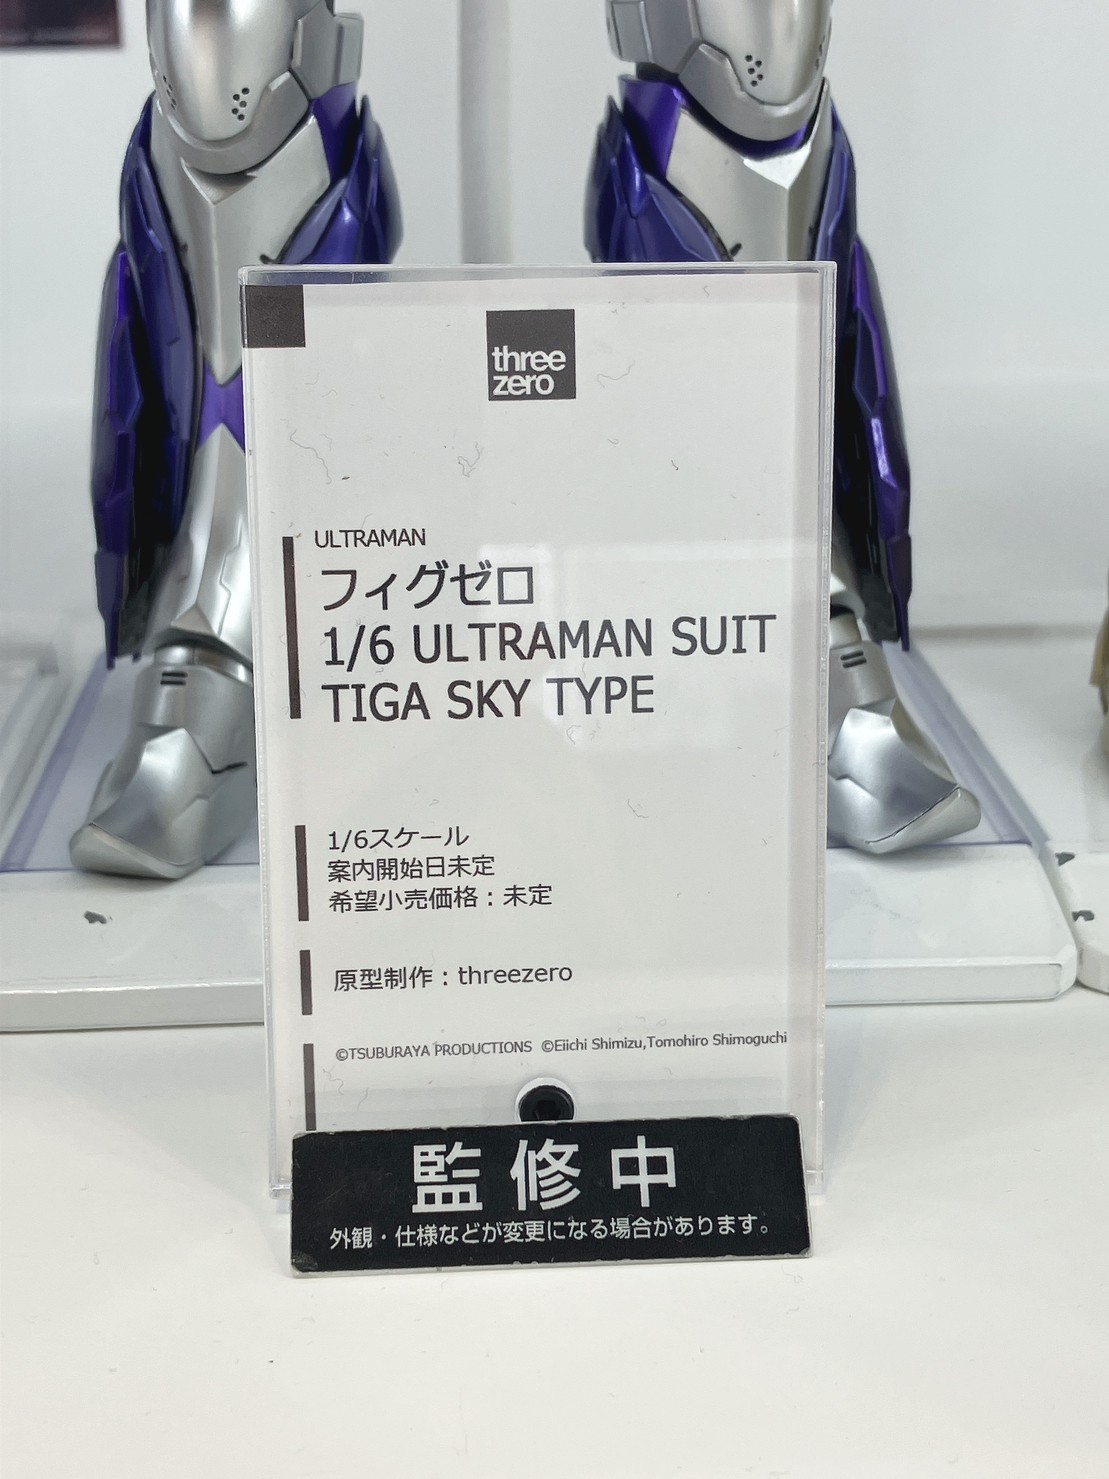 three
zero
ULTRAMAN
フィグゼロ
1/6 ULTRAMAN SUIT
TIGA SKY TYPE
1/6スケール
案内開始日未定
希望小売価格：未定
原型制作：threezero
©TSUBURAYA PRODUCTIONS ©Eiichi Shimizu,Tomohiro Shimoguchi
監修中
外観・仕様などが変更になる場合があります。